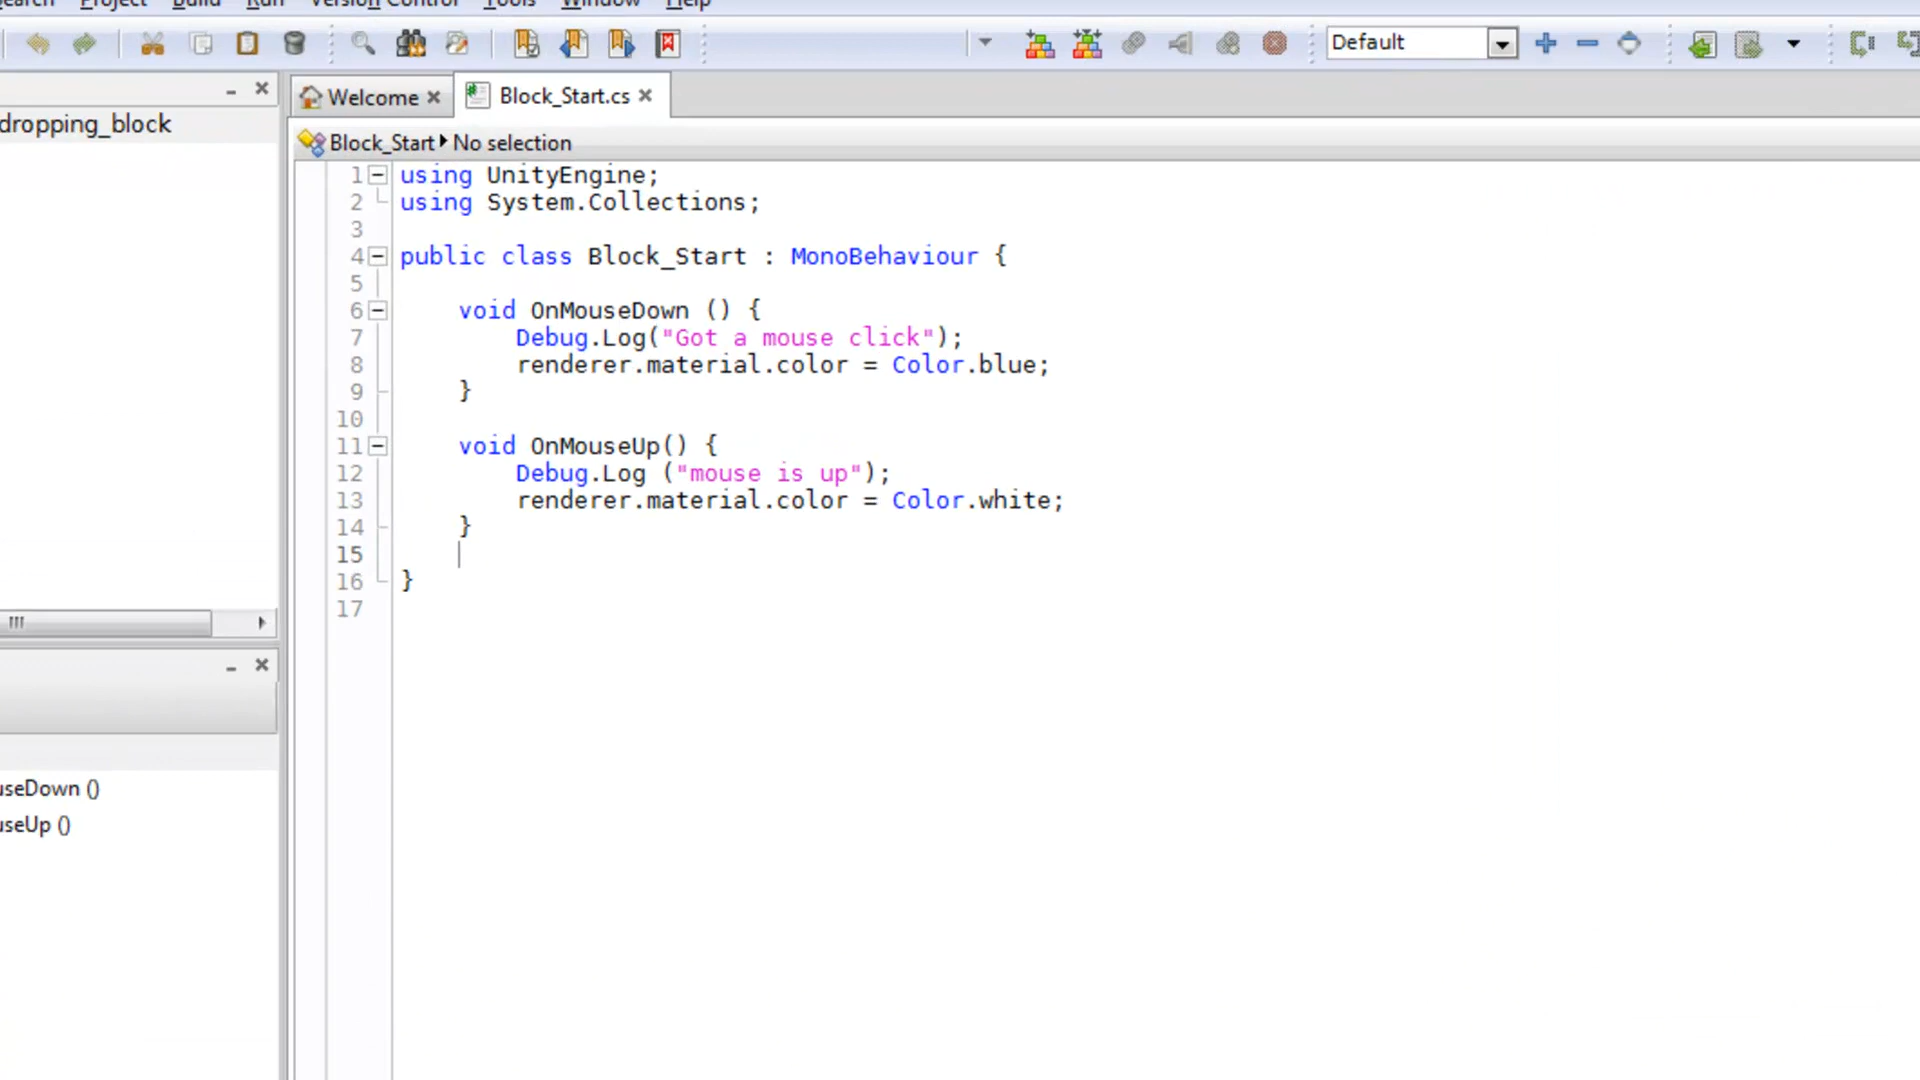 Search Project Build Run Version Control Tools Window Help
Default
dropping_block
Welcome
Block_Start.cs
Block_Start No selection
1 using UnityEngine;
2 using System.Collections;
3
4 public class Block_Start : MonoBehaviour {
5
6 void OnMouseDown () {
7 Debug.Log("Got a mouse click");
8 renderer.material.color = Color.blue;
9 }
10
11 void OnMouseUp() {
12 Debug.Log ("mouse is up");
13 renderer.material.color = Color.white;
14 }
15
16 }
17
useDown ()
useUp ()